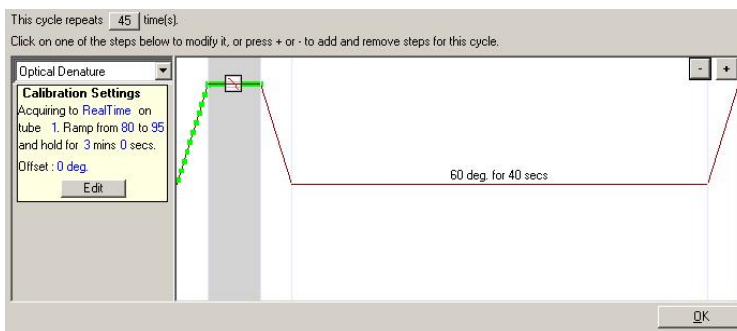 This cycle repeats 45 time(s).
Click on one of the steps below to modify it, or press + or - to add and remove steps for this cycle.
Optical Denature
Calibration Settings
Acquiring to RealTime on
tube 1. Ramp from 80 to 95
and hold for 3 mins 0 secs.
Offset : 0 deg.
Edit
- +
60 deg. for 40 secs
OK